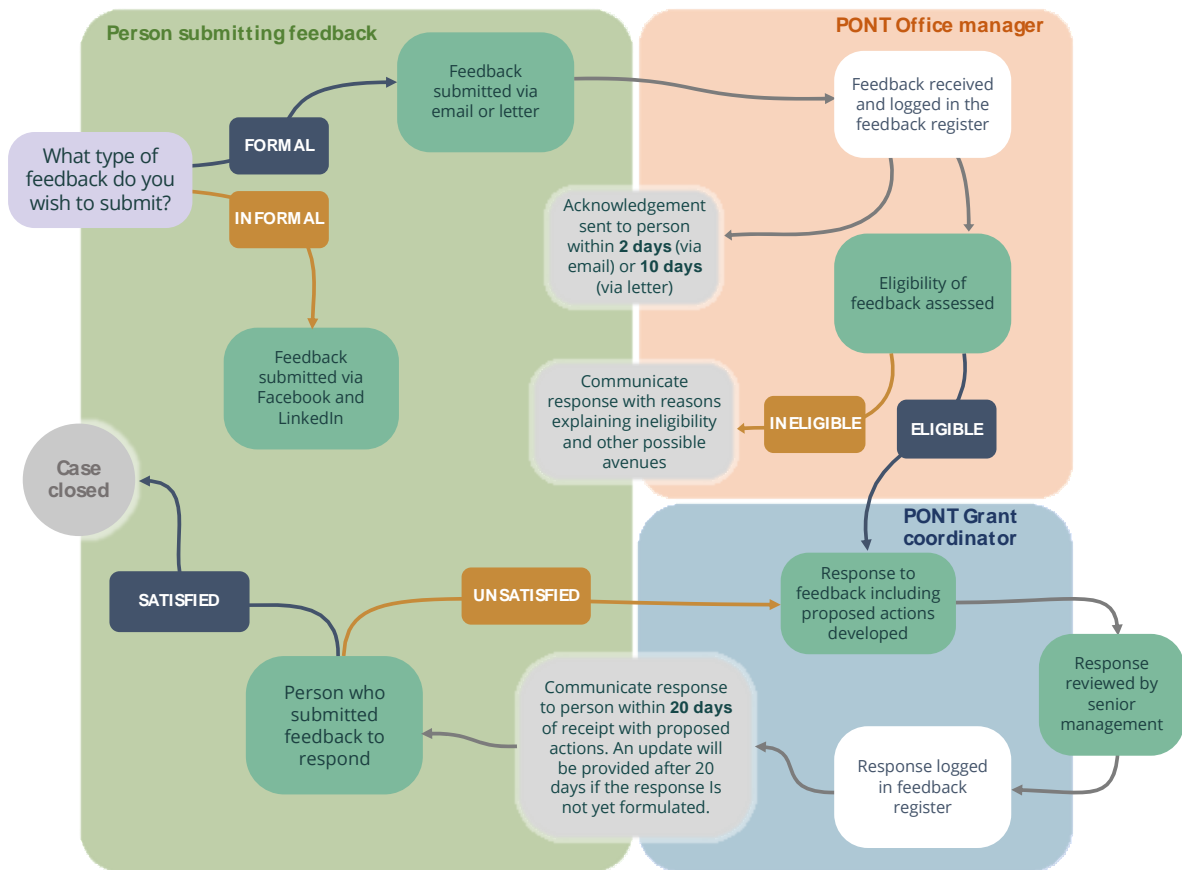 Person submitting feedback
PONT Office manager
Feedback
submitted via
email or letter
Feedback received
and logged in the
feedback register
FORMAL
What type of
feedback do you
wish to submit?
INFORMAL
Acknowledgement
sent to person
within 2 days (via
email) or 10 days
(via letter)
Eligibility of
feedback assessed
Feedback
submitted via
Facebook and
LinkedIn
Communicate
response with reasons
explaining ineligibility
and other possible
avenues
INELIGIBLE
ELIGIBLE
Case
closed
PONT Grant
coordinator
SATISFIED
UNSATISFIED
Response to
feedback including
proposed actions
developed
Person who
submitted
feedback to
respond
Communicate response
to person within 20 days
of receipt with proposed
actions. An update will
be provided after 20
days if the response Is
not yet formulated.
Response
reviewed by
senior
management
Response logged
in feedback
register